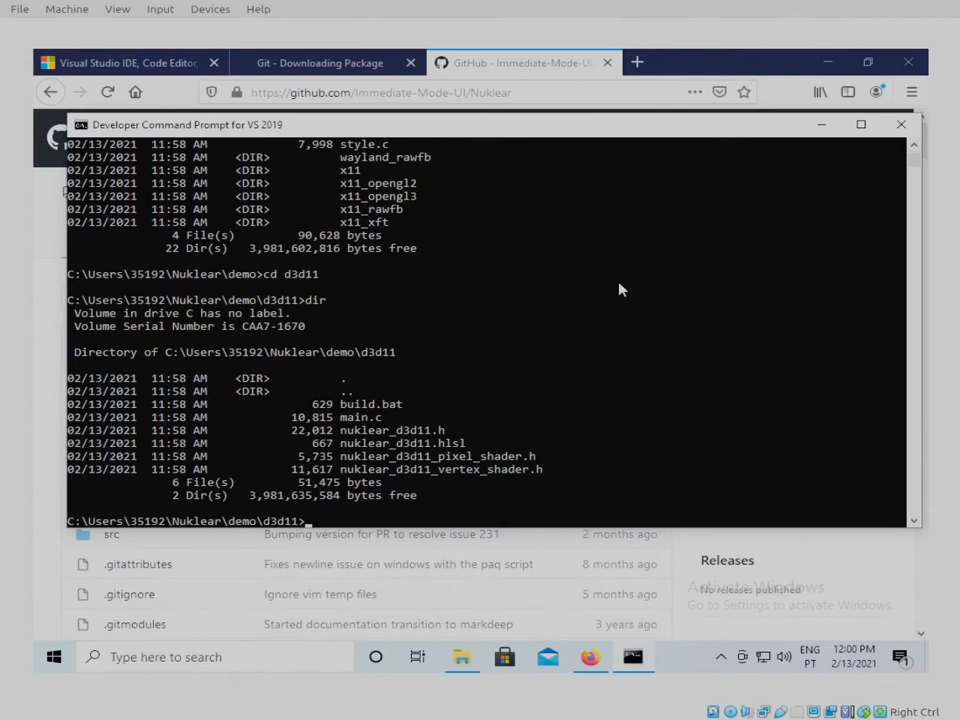 File Machine View Input Devices Help
Visual Studio IDE, Code Editor, Git - Downloading Package GitHub - Immediate-Mode-UI
https://github.com/Immediate-Mode-UI/Nuklear
Developer Command Prompt for VS 2019
02/13/2021 11:58 AM 7,998 style.c
02/13/2021 11:58 AM <DIR> wayland_rawfb
02/13/2021 11:58 AM <DIR> x11
02/13/2021 11:58 AM <DIR> x11_opengl2
02/13/2021 11:58 AM <DIR> x11_opengl3
02/13/2021 11:58 AM <DIR> x11_rawfb
02/13/2021 11:58 AM <DIR> x11_xft
4 File(s) 90,628 bytes
22 Dir(s) 3,981,602,816 bytes free
C:\Users\35192\Nuklear\demo>cd d3d11
C:\Users\35192\Nuklear\demo\d3d11>dir
Volume in drive C has no label.
Volume Serial Number is CAA7-1670
Directory of C:\Users\35192\Nuklear\demo\d3d11
02/13/2021 11:58 AM <DIR> .
02/13/2021 11:58 AM <DIR> ..
02/13/2021 11:58 AM 629 build.bat
02/13/2021 11:58 AM 10,815 main.c
02/13/2021 11:58 AM 22,012 nuklear_d3d11.h
02/13/2021 11:58 AM 667 nuklear_d3d11.hlsl
02/13/2021 11:58 AM 5,735 nuklear_d3d11_pixel_shader.h
02/13/2021 11:58 AM 11,617 nuklear_d3d11_vertex_shader.h
6 File(s) 51,475 bytes
2 Dir(s) 3,981,635,584 bytes free
C:\Users\35192\Nuklear\demo\d3d11>_
src Bumping version for PR to resolve issue 231 2 months ago
.gitattributes Fixes newline issue on windows with the paq script 8 months ago
.gitignore Ignore vim temp files 5 months ago
.gitmodules Started documentation transition to markdeep 3 years ago
Releases
No releases published
Activate Windows
Go to Settings to activate Windows.
Type here to search
ENG
PT
12:00 PM
2/13/2021
1
Right Ctrl